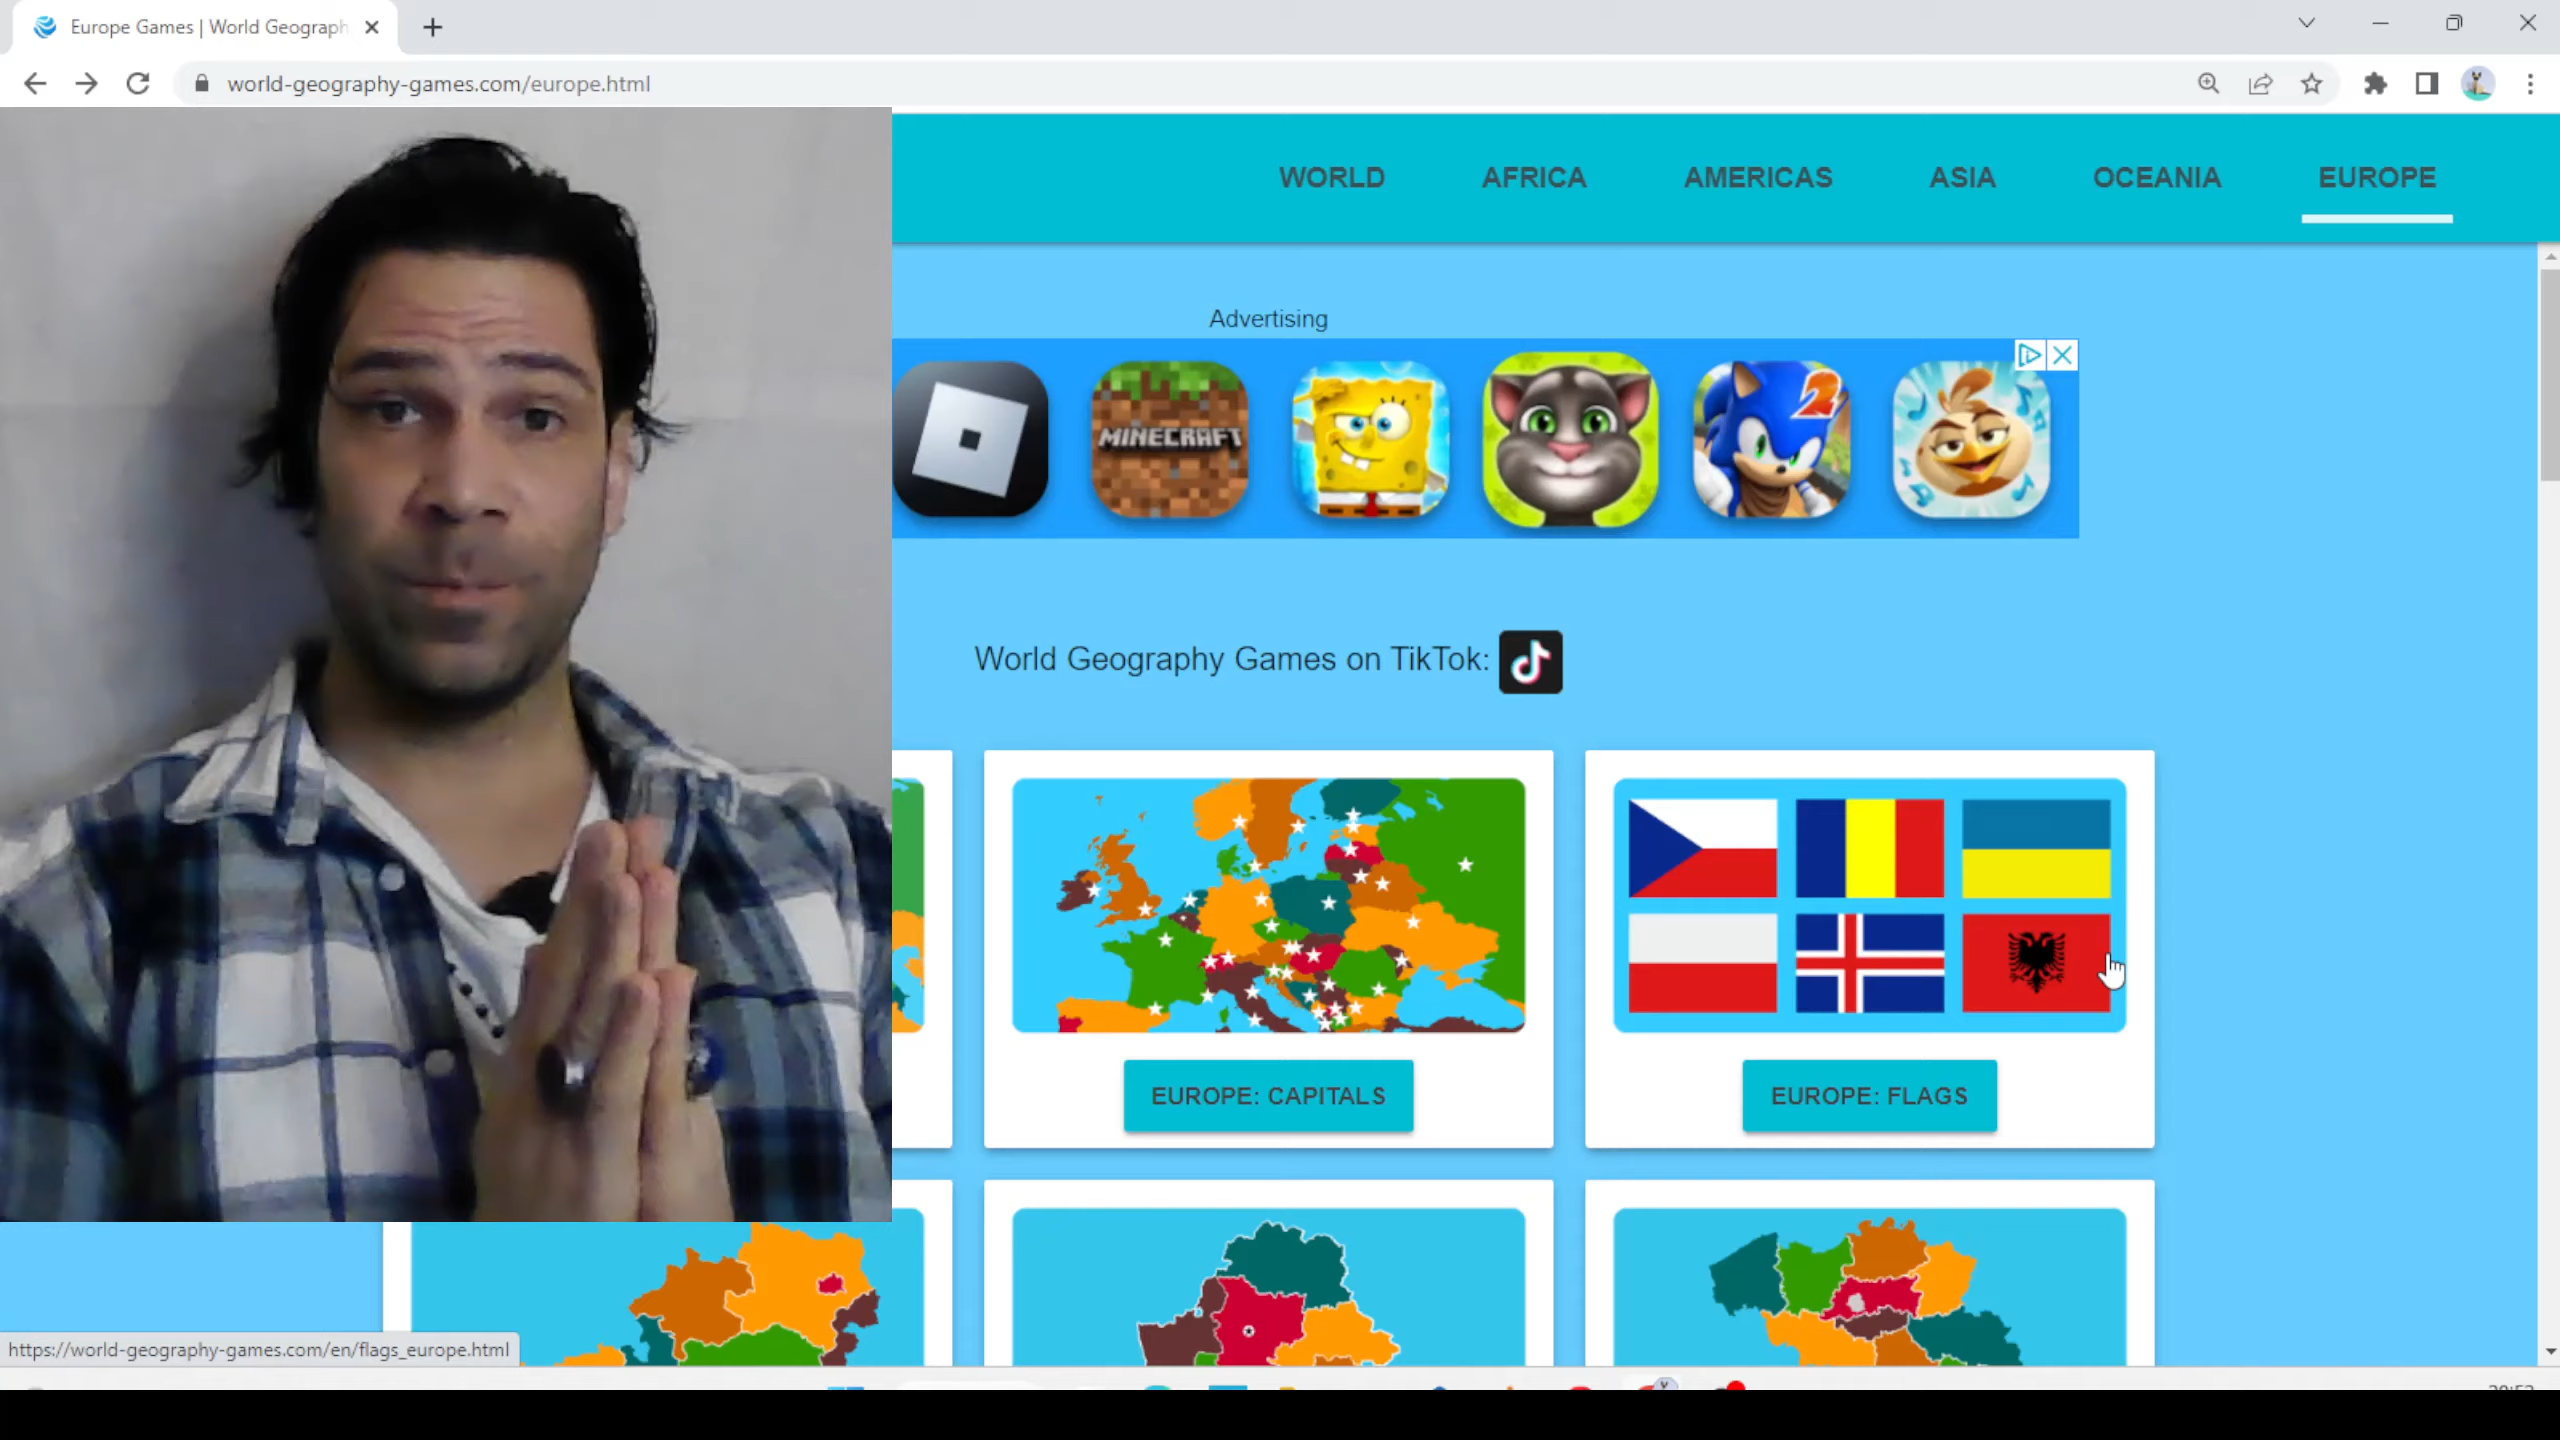 Europe Games | World Geograph
world-geography-games.com/europe.html
WORLD
AFRICA
AMERICAS
ASIA
OCEANIA
EUROPE
Advertising
MINECRAFT
2
World Geography Games on TikTok:
EUROPE: CAPITALS
EUROPE: FLAGS
https://world-geography-games.com/en/flags_europe.html